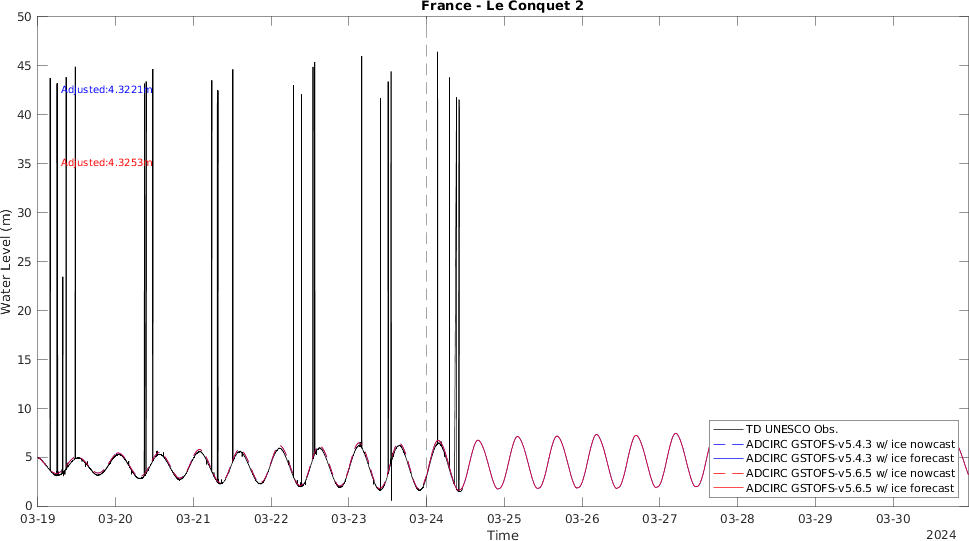 France - Le Conquet 2
50
45
40
35
30
25
20
15
10
5
0
Water Level (m)
Adjusted:4.3221m
Adjusted:4.3253m
TD UNESCO Obs.
ADCIRC GSTOFS-v5.4.3 w/ ice nowcast
ADCIRC GSTOFS-v5.4.3 w/ ice forecast
ADCIRC GSTOFS-v5.6.5 w/ ice nowcast
ADCIRC GSTOFS-v5.6.5 w/ ice forecast
03-19 03-20 03-21 03-22 03-23 03-24 03-25 03-26 03-27 03-28 03-29 03-30
Time
2024